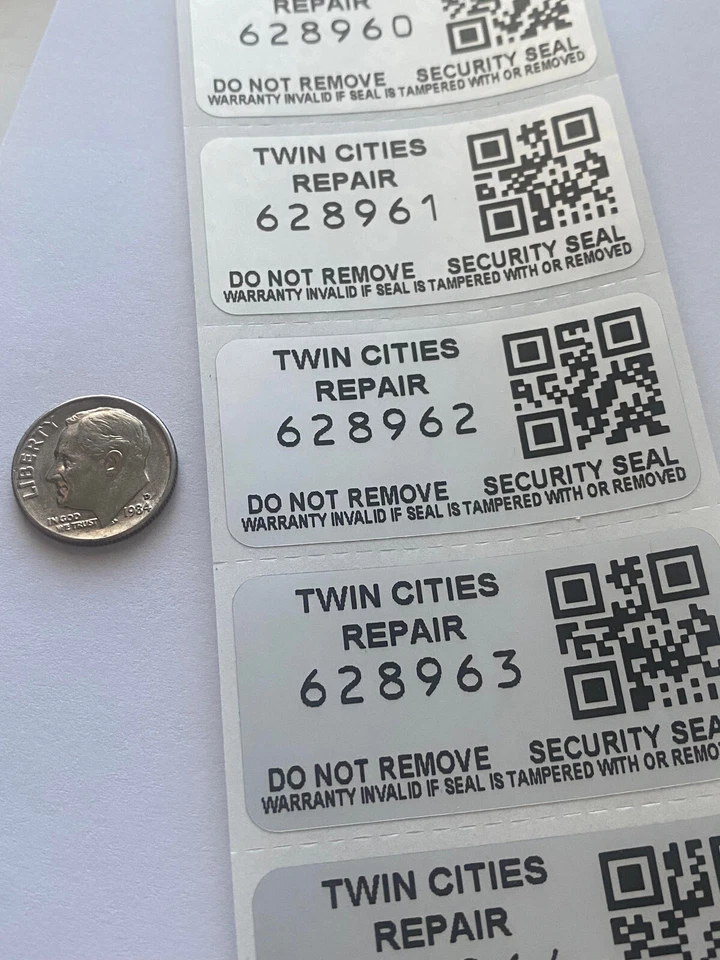 REPAIR
628960
DO NOT REMOVE SECURITY SEAL
WARRANTY INVALID IF SEAL IS TAMPERED WITH OR REMOVED
TWIN CITIES
REPAIR
628961
DO NOT REMOVE SECURITY SEAL
WARRANTY INVALID IF SEAL IS TAMPERED WITH OR REMOVED
TWIN CITIES
REPAIR
628962
DO NOT REMOVE SECURITY SEAL
WARRANTY INVALID IF SEAL IS TAMPERED WITH OR REMOVED
LIBERTY
IN GOD
WE TRUST
1984
D
TWIN CITIES
REPAIR
628963
DO NOT REMOVE SECURITY SEA
WARRANTY INVALID IF SEAL IS TAMPERED WITH OR REMO
TWIN CITIES
REPAIR